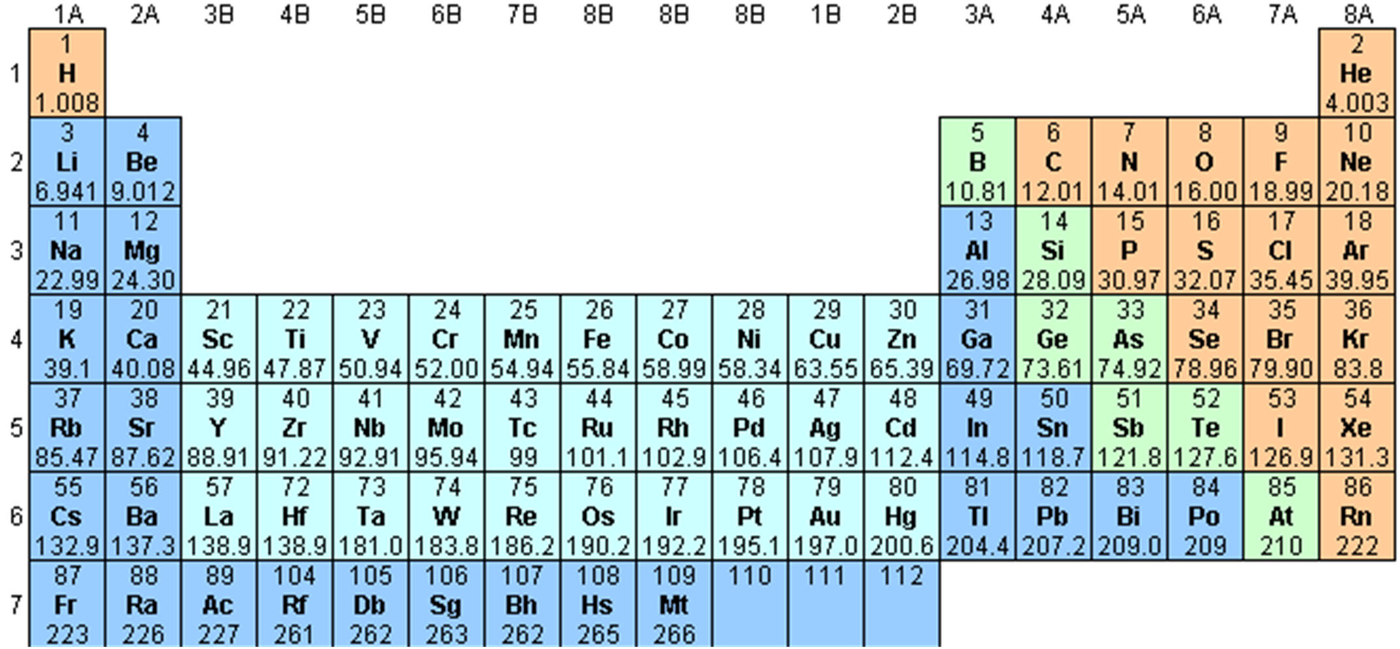 1A 2A 3B 4B 5B 6B 7B 8B 8B 8B 1B 2B 3A 4A 5A 6A 7A 8A
1 2
1 H He
1.008 4.003
3 4 5 6 7 8 9 10
2 Li Be B C N O F Ne
6.941 9.012 10.81 12.01 14.01 16.00 18.99 20.18
11 12 13 14 15 16 17 18
3 Na Mg Al Si P S Cl Ar
22.99 24.30 26.98 28.09 30.97 32.07 35.45 39.95
19 20 21 22 23 24 25 26 27 28 29 30 31 32 33 34 35 36
4 K Ca Sc Ti V Cr Mn Fe Co Ni Cu Zn Ga Ge As Se Br Kr
39.1 40.08 44.96 47.87 50.94 52.00 54.94 55.84 58.99 58.34 63.55 65.39 69.72 73.61 74.92 78.96 79.90 83.8
37 38 39 40 41 42 43 44 45 46 47 48 49 50 51 52 53 54
5 Rb Sr Y Zr Nb Mo Tc Ru Rh Pd Ag Cd In Sn Sb Te I Xe
85.47 87.62 88.91 91.22 92.91 95.94 99 101.1 102.9 106.4 107.9 112.4 114.8 118.7 121.8 127.6 126.9 131.3
55 56 57 72 73 74 75 76 77 78 79 80 81 82 83 84 85 86
6 Cs Ba La Hf Ta W Re Os Ir Pt Au Hg Tl Pb Bi Po At Rn
132.9 137.3 138.9 138.9 181.0 183.8 186.2 190.2 192.2 195.1 197.0 200.6 204.4 207.2 209.0 209 210 222
87 88 89 104 105 106 107 108 109 110 111 112
7 Fr Ra Ac Rf Db Sg Bh Hs Mt
223 226 227 261 262 263 262 265 266